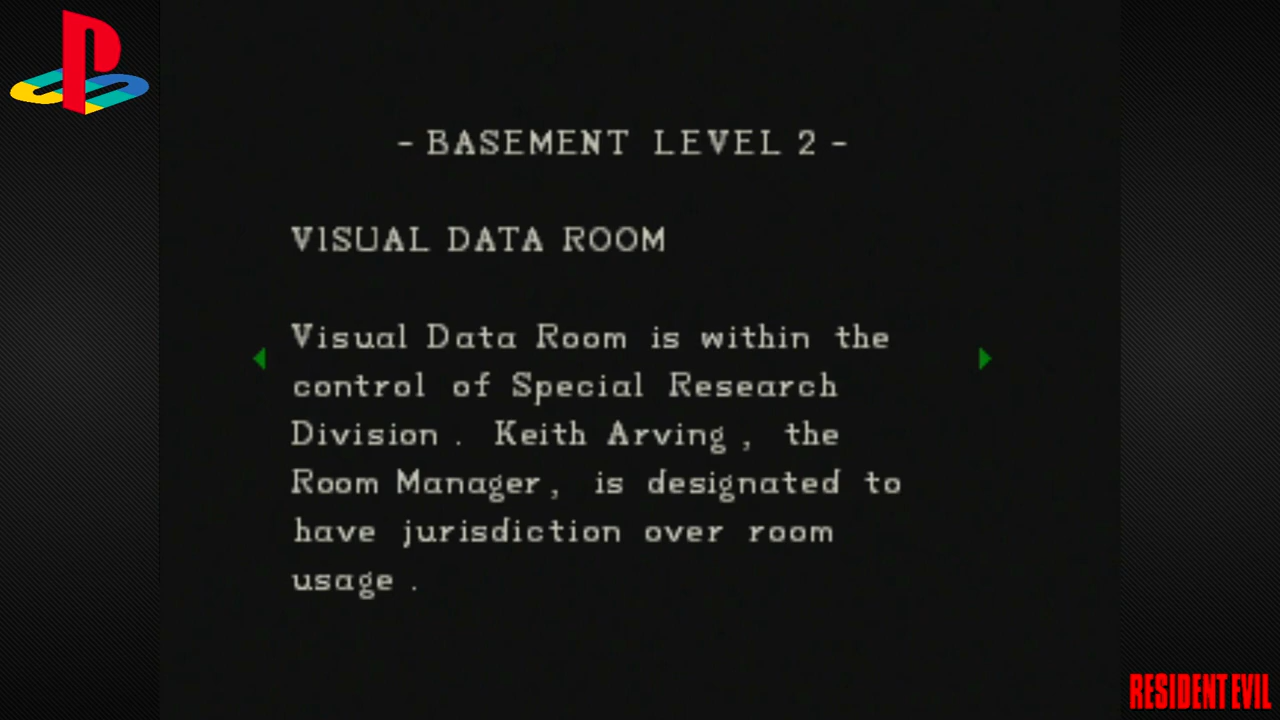 - BASEMENT LEVEL 2 -
VISUAL DATA ROOM
Visual Data Room is within the
control of Special Research
Division. Keith Arving, the
Room Manager, is designated to
have jurisdiction over room
usage.
RESIDENT EVIL